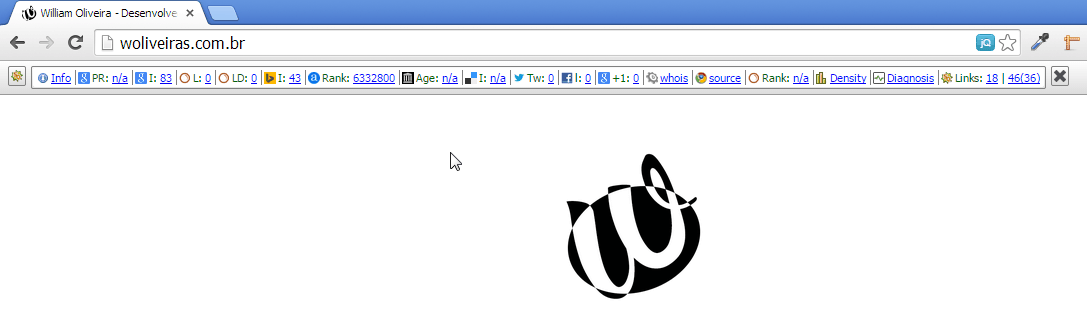 William Oliveira - Desenvolve
woliveiras.com.br
jQ
Info PR: n/a I: 83 L: 0 LD: 0 I: 43 a Rank: 6332800 Age: n/a I: n/a Tw: 0 f l: 0 g +1: 0 whois source Rank: n/a Density Diagnosis Links: 18 | 46(36)
W